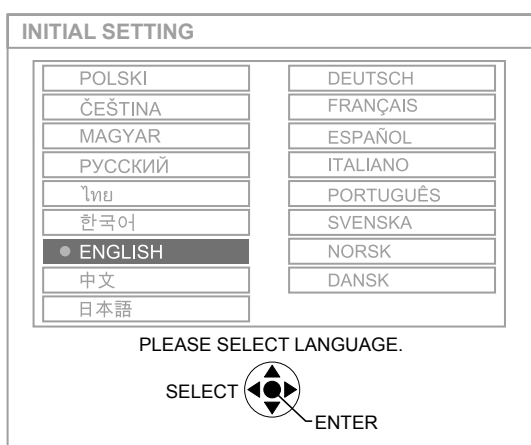 INITIAL SETTING
POLSKI
ČEŠTINA
MAGYAR
РУССКИЙ
ไทย
한국어
ENGLISH
中文
日本語
DEUTSCH
FRANÇAIS
ESPAÑOL
ITALIANO
PORTUGUÊS
SVENSKA
NORSK
DANSK
PLEASE SELECT LANGUAGE.
SELECT
ENTER